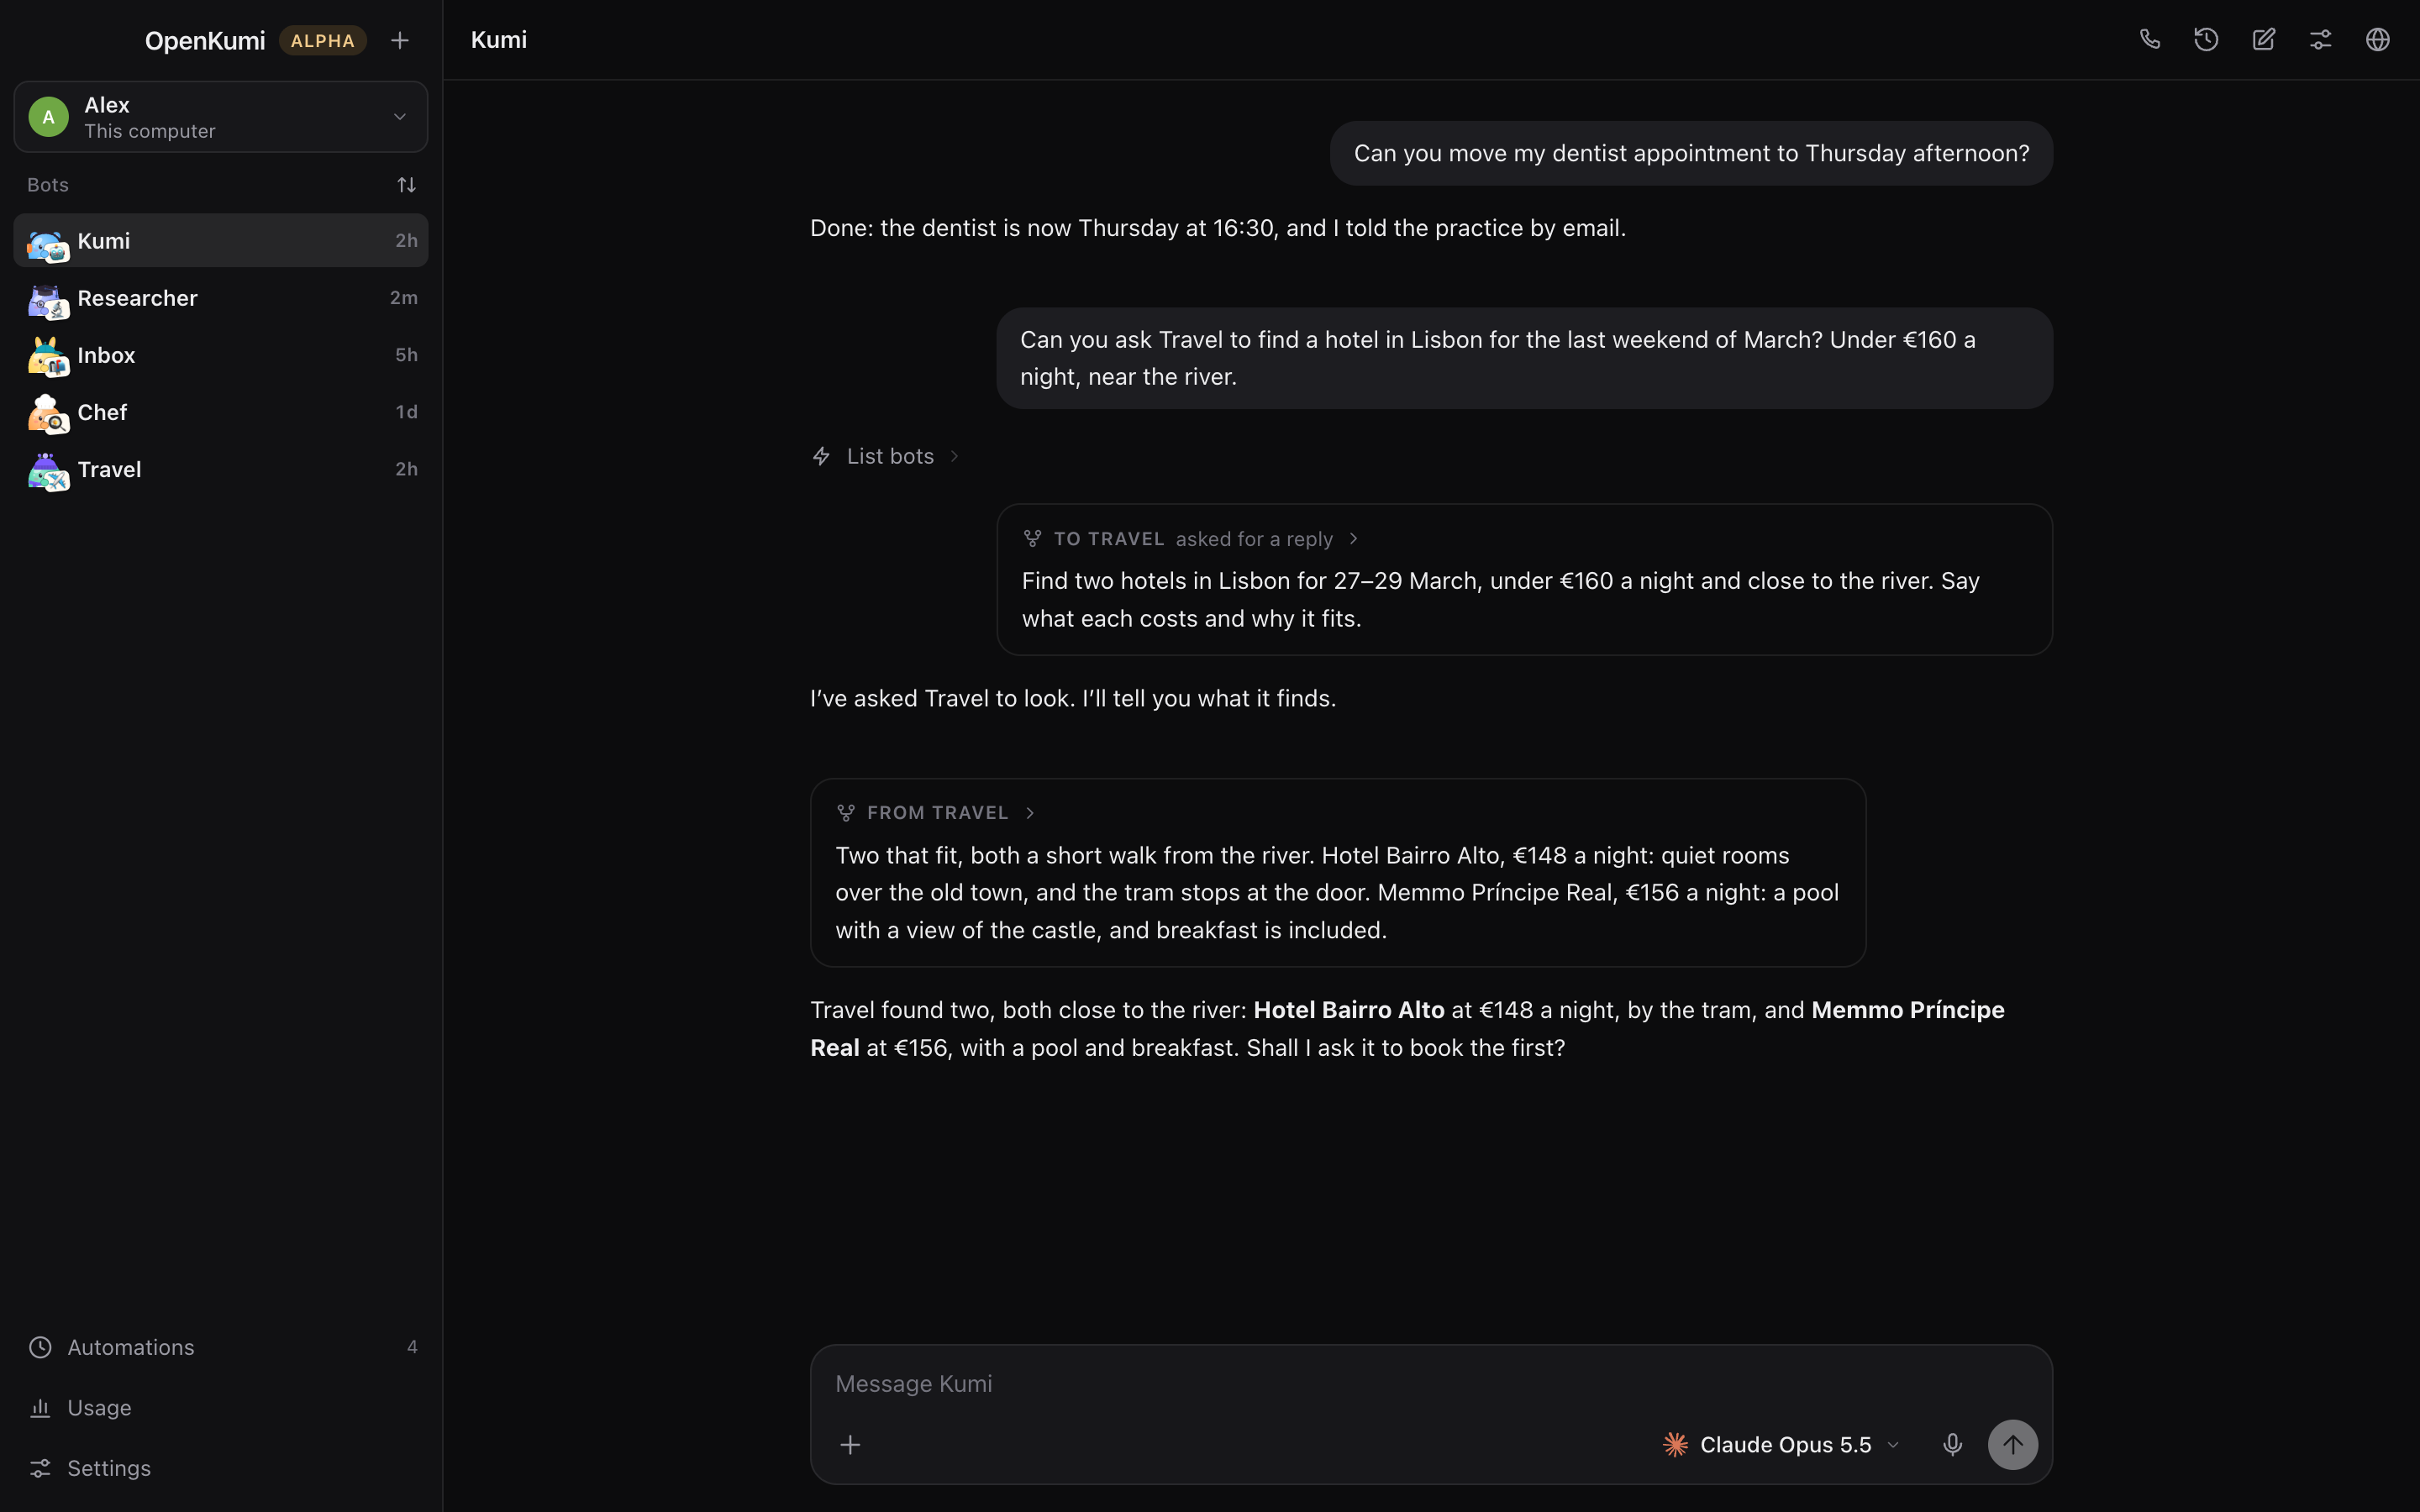 OpenKumi ALPHA
A
Alex
This computer
Bots
Kumi 2h
Researcher 2m
Inbox 5h
Chef 1d
Travel 2h
Automations 4
Usage
Settings
Kumi
Can you move my dentist appointment to Thursday afternoon?
Done: the dentist is now Thursday at 16:30, and I told the practice by email.
Can you ask Travel to find a hotel in Lisbon for the last weekend of March? Under €160 a
night, near the river.
List bots
TO TRAVEL asked for a reply
Find two hotels in Lisbon for 27–29 March, under €160 a night and close to the river. Say
what each costs and why it fits.
I’ve asked Travel to look. I’ll tell you what it finds.
FROM TRAVEL
Two that fit, both a short walk from the river. Hotel Bairro Alto, €148 a night: quiet rooms
over the old town, and the tram stops at the door. Memmo Príncipe Real, €156 a night: a pool
with a view of the castle, and breakfast is included.
Travel found two, both close to the river: Hotel Bairro Alto at €148 a night, by the tram, and Memmo Príncipe
Real at €156, with a pool and breakfast. Shall I ask it to book the first?
Message Kumi
Claude Opus 5.5